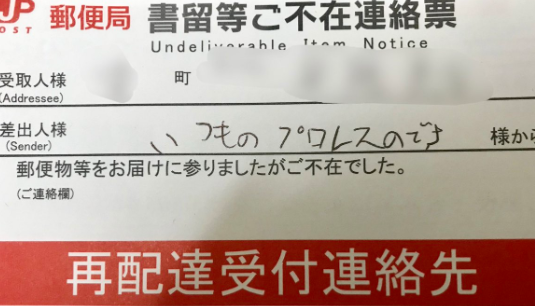 JP
POST 郵便局 書留等ご不在連絡票
Undeliverable Item Notice
受取人様 町
(Addressee)
差出人様 いつものプロレスのでき 様から
(Sender)
郵便物等をお届けに参りましたがご不在でした。
(ご連絡欄)
再配達受付連絡先